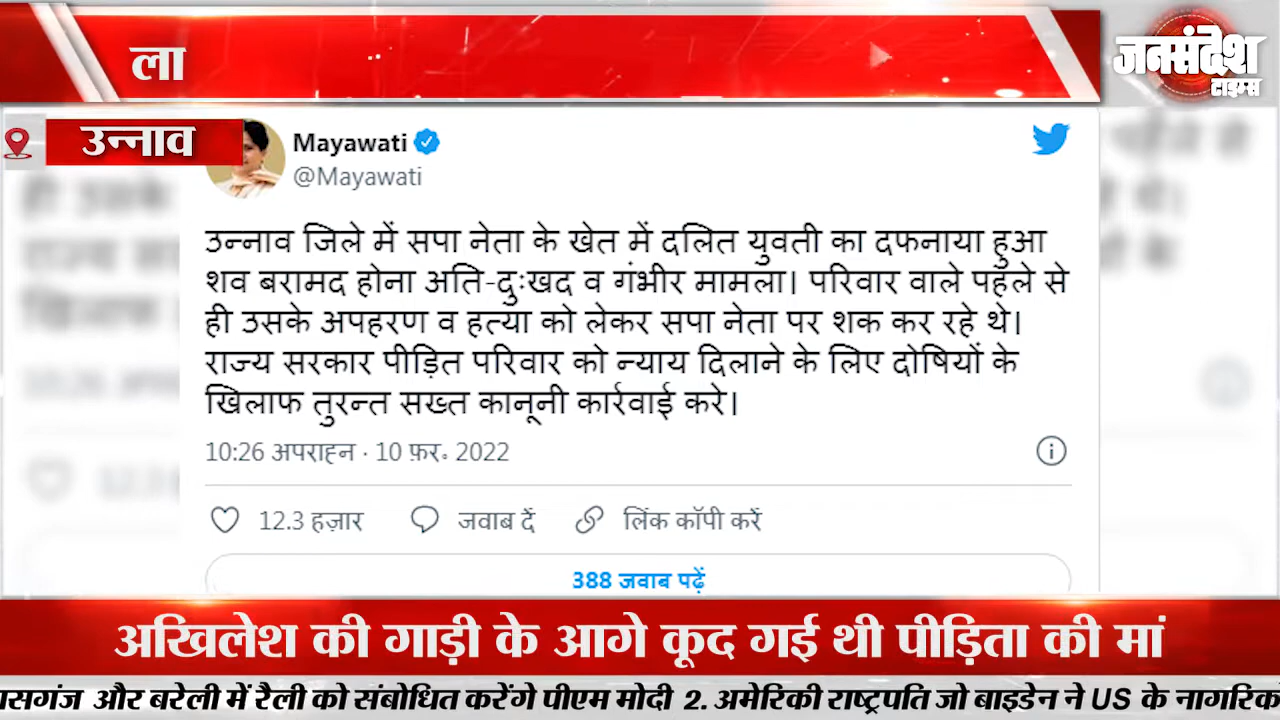 ला
जनसंदेश
टाइम्स
उन्नाव
Mayawati
@Mayawati
उन्नाव जिले में सपा नेता के खेत में दलित युवती का दफनाया हुआ
शव बरामद होना अति-दुःखद व गंभीर मामला। परिवार वाले पहले से
ही उसके अपहरण व हत्या को लेकर सपा नेता पर शक कर रहे थे।
राज्य सरकार पीड़ित परिवार को न्याय दिलाने के लिए दोषियों के
खिलाफ तुरन्त सख्त कानूनी कार्रवाई करे।
10:26 अपराह्न · 10 फ़र॰ 2022
12.3 हज़ार जवाब दें लिंक कॉपी करें
388 जवाब पढ़ें
अखिलेश की गाड़ी के आगे कूद गई थी पीड़िता की मां
ासगंज और बरेली में रैली को संबोधित करेंगे पीएम मोदी 2. अमेरिकी राष्ट्रपति जो बाइडेन ने US के नागरिको